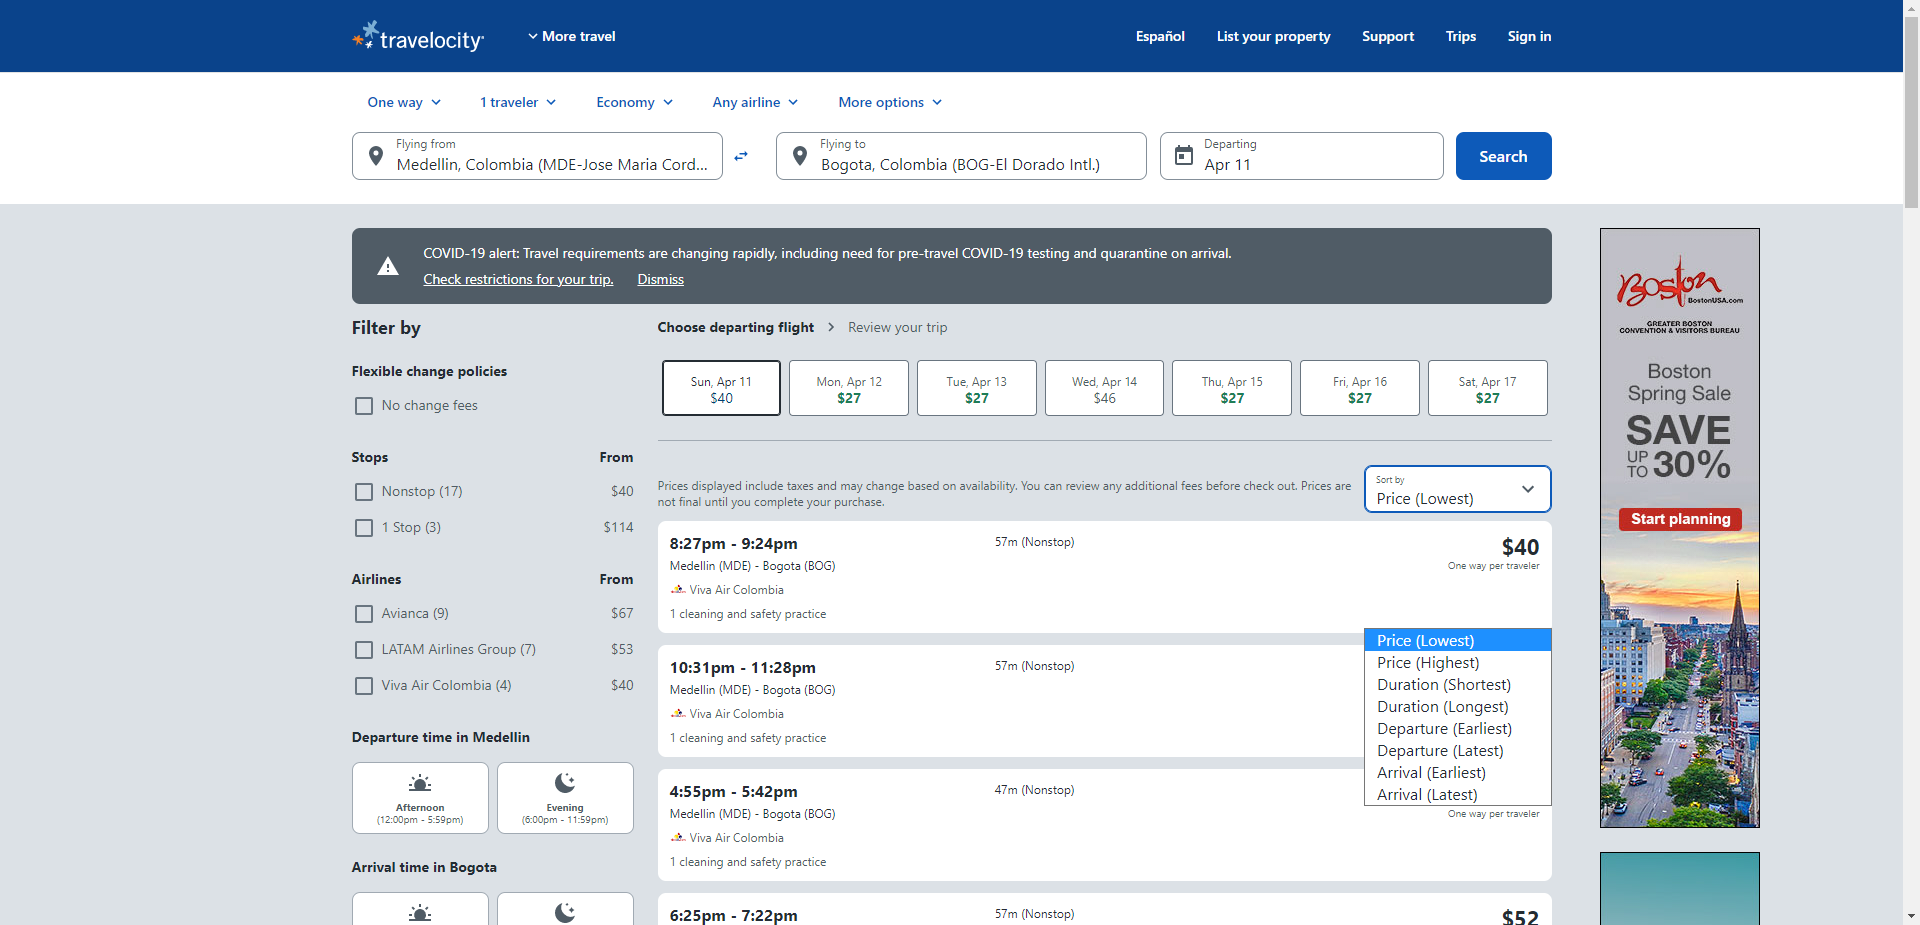 travelocity
More travel
Español
List your property
Support
Trips
Sign in
One way
1 traveler
Economy
Any airline
More options
Flying from
Medellin, Colombia (MDE-Jose Maria Cord...
Flying to
Bogota, Colombia (BOG-El Dorado Intl.)
Departing
Apr 11
Search
COVID-19 alert: Travel requirements are changing rapidly, including need for pre-travel COVID-19 testing and quarantine on arrival.
Check restrictions for your trip.
Dismiss
Filter by
Flexible change policies
No change fees
Stops From
Nonstop (17) $40
1 Stop (3) $114
Airlines From
Avianca (9) $67
LATAM Airlines Group (7) $53
Viva Air Colombia (4) $40
Departure time in Medellin
Afternoon
(12:00pm - 5:59pm)
Evening
(6:00pm - 11:59pm)
Arrival time in Bogota
Choose departing flight
Review your trip
Sun, Apr 11
$40
Mon, Apr 12
$27
Tue, Apr 13
$27
Wed, Apr 14
$46
Thu, Apr 15
$27
Fri, Apr 16
$27
Sat, Apr 17
$27
Prices displayed include taxes and may change based on availability. You can review any additional fees before check out. Prices are
not final until you complete your purchase.
Sort by
Price (Lowest)
8:27pm - 9:24pm
57m (Nonstop)
$40
Medellin (MDE) - Bogota (BOG)
One way per traveler
Viva Air Colombia
1 cleaning and safety practice
10:31pm - 11:28pm
57m (Nonstop)
Medellin (MDE) - Bogota (BOG)
Viva Air Colombia
1 cleaning and safety practice
Price (Lowest)
Price (Highest)
Duration (Shortest)
Duration (Longest)
Departure (Earliest)
Departure (Latest)
Arrival (Earliest)
Arrival (Latest)
4:55pm - 5:42pm
47m (Nonstop)
Medellin (MDE) - Bogota (BOG)
One way per traveler
Viva Air Colombia
1 cleaning and safety practice
6:25pm - 7:22pm
57m (Nonstop)
$52
Boston
BostonUSA.com
GREATER BOSTON
CONVENTION & VISITORS BUREAU
Boston
Spring Sale
SAVE
UP TO 30%
Start planning